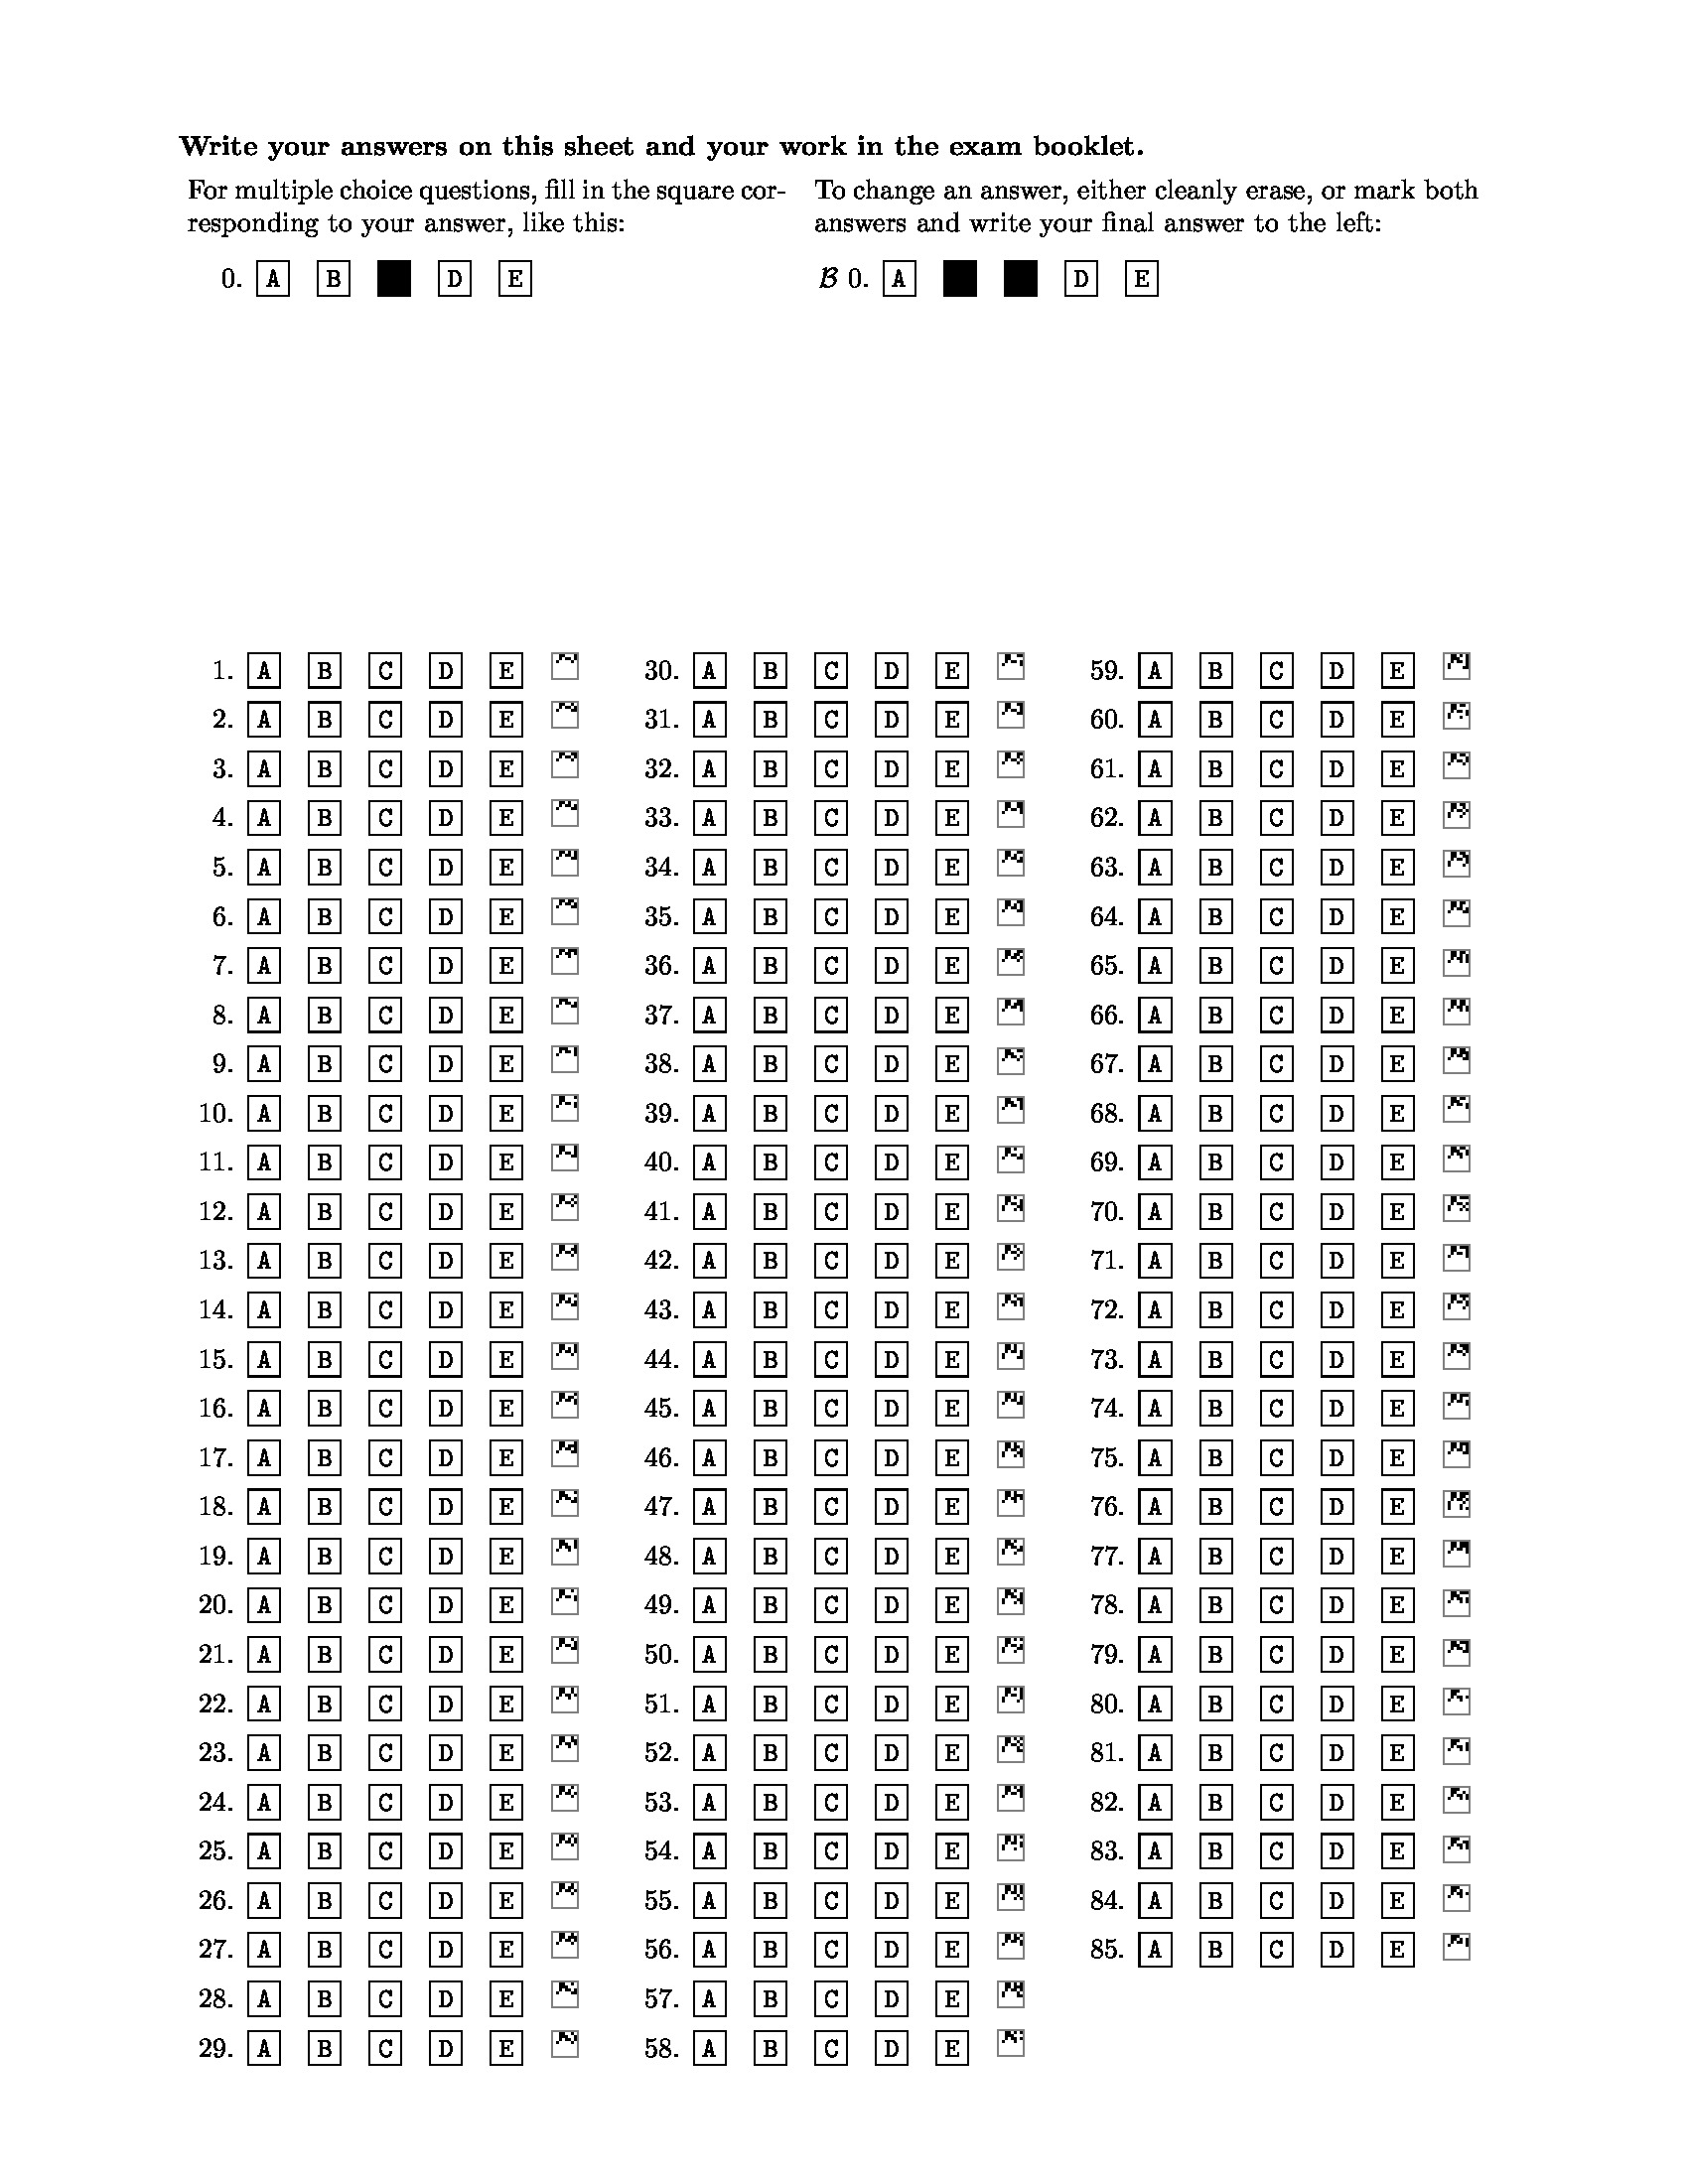 Write your answers on this sheet and your work in the exam booklet.
For multiple choice questions, fill in the square cor-
responding to your answer, like this:
0. A B D E
To change an answer, either cleanly erase, or mark both
answers and write your final answer to the left:
B 0. A D E
1. A B C D E
2. A B C D E
3. A B C D E
4. A B C D E
5. A B C D E
6. A B C D E
7. A B C D E
8. A B C D E
9. A B C D E
10. A B C D E
11. A B C D E
12. A B C D E
13. A B C D E
14. A B C D E
15. A B C D E
16. A B C D E
17. A B C D E
18. A B C D E
19. A B C D E
20. A B C D E
21. A B C D E
22. A B C D E
23. A B C D E
24. A B C D E
25. A B C D E
26. A B C D E
27. A B C D E
28. A B C D E
29. A B C D E
30. A B C D E
31. A B C D E
32. A B C D E
33. A B C D E
34. A B C D E
35. A B C D E
36. A B C D E
37. A B C D E
38. A B C D E
39. A B C D E
40. A B C D E
41. A B C D E
42. A B C D E
43. A B C D E
44. A B C D E
45. A B C D E
46. A B C D E
47. A B C D E
48. A B C D E
49. A B C D E
50. A B C D E
51. A B C D E
52. A B C D E
53. A B C D E
54. A B C D E
55. A B C D E
56. A B C D E
57. A B C D E
58. A B C D E
59. A B C D E
60. A B C D E
61. A B C D E
62. A B C D E
63. A B C D E
64. A B C D E
65. A B C D E
66. A B C D E
67. A B C D E
68. A B C D E
69. A B C D E
70. A B C D E
71. A B C D E
72. A B C D E
73. A B C D E
74. A B C D E
75. A B C D E
76. A B C D E
77. A B C D E
78. A B C D E
79. A B C D E
80. A B C D E
81. A B C D E
82. A B C D E
83. A B C D E
84. A B C D E
85. A B C D E